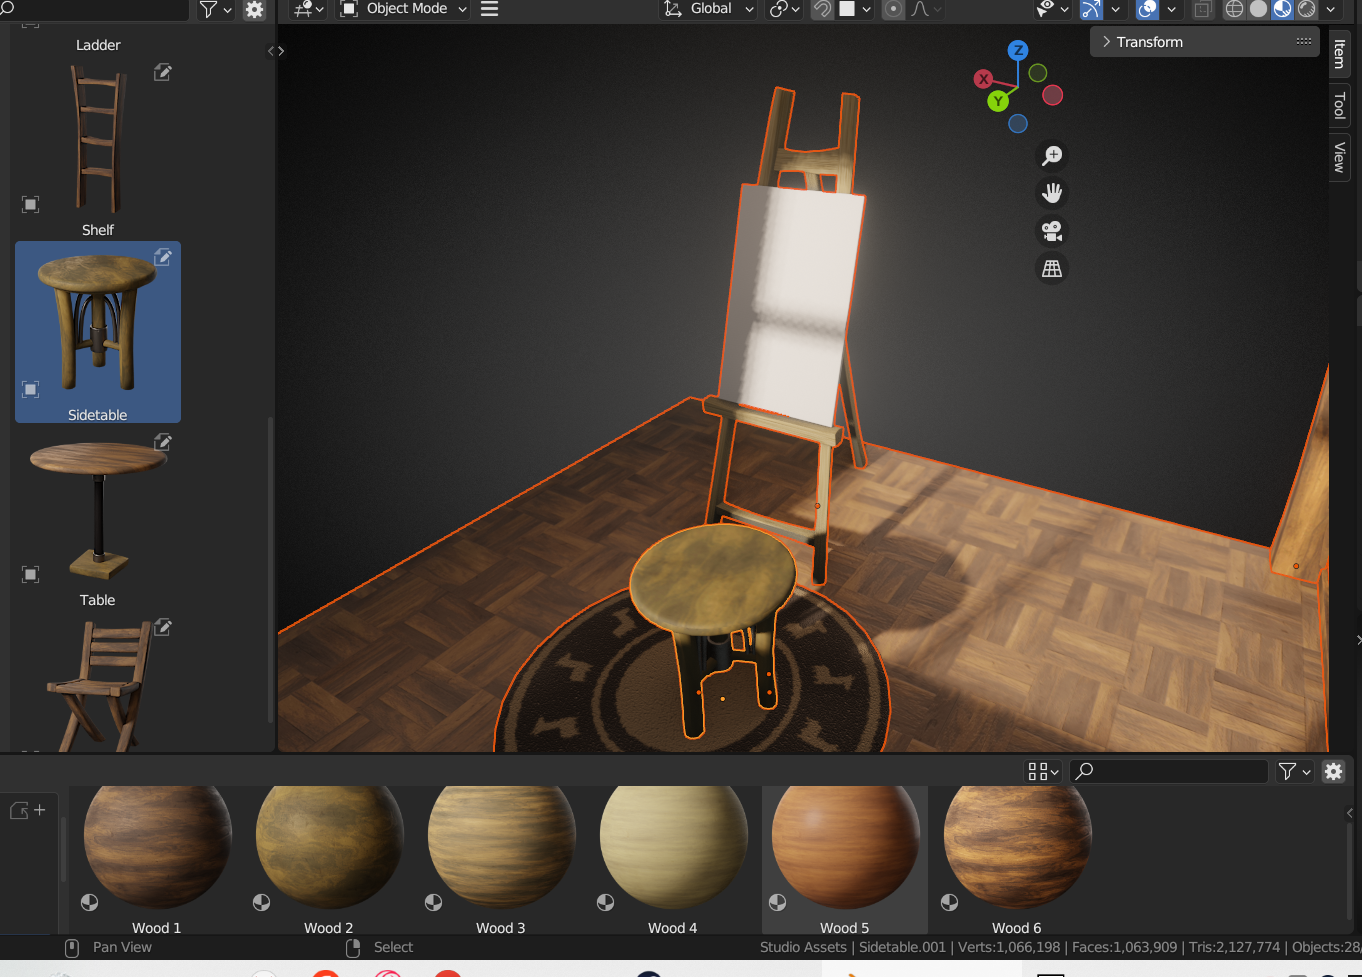 Object Mode
Global
Ladder
Shelf
Sidetable
Table
Transform
Item
Tool
View
Z
X
Y
Wood 1
Wood 2
Wood 3
Wood 4
Wood 5
Wood 6
Pan View
Select
Studio Assets | Sidetable.001 | Verts:1,066,198 | Faces:1,063,909 | Tris:2,127,774 | Objects:28/